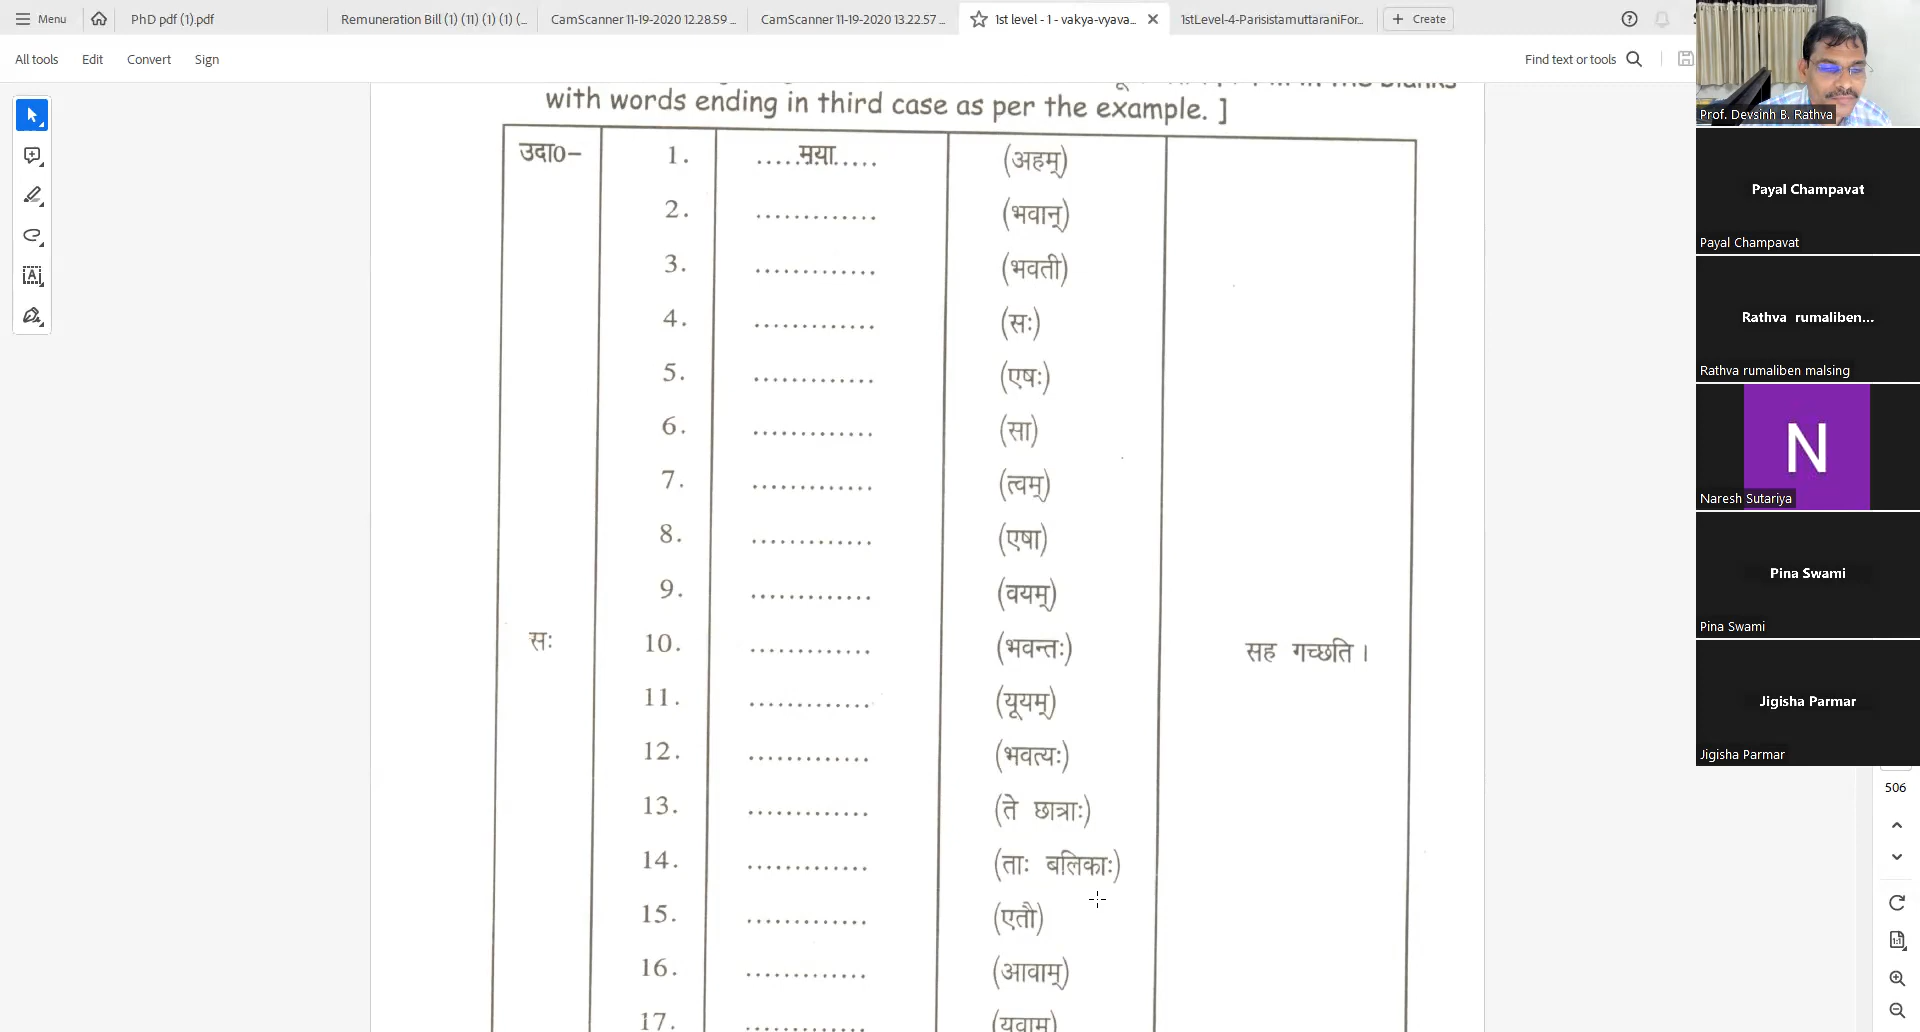 Menu
PhD pdf (1).pdf
Remuneration Bill (1) (11) (1) (1) (...
CamScanner 11-19-2020 12.28.59 ...
CamScanner 11-19-2020 13.22.57 ...
1st level - 1 - vakya-vyava...
1stLevel-4-ParisistamuttaraniFor...
+ Create
All tools Edit Convert Sign
Find text or tools
with words ending in third case as per the example. ]
उदा०– 1. .....मया..... (अहम्)
2. ............. (भवान्)
3. ............. (भवती)
4. ............. (सः)
5. ............. (एषः)
6. ............. (सा)
7. ............. (त्वम्)
8. ............. (एषा)
9. ............. (वयम्)
सः 10. ............. (भवन्तः) सह गच्छति ।
11. ............. (यूयम्)
12. ............. (भवत्यः)
13. ............. (ते छात्राः)
14. ............. (ताः बलिकाः)
15. ............. (एतौ)
16. ............. (आवाम्)
17. ............. (युवाम्)
Prof. Devsinh B. Rathva
Payal Champavat
Payal Champavat
Rathva rumaliben...
Rathva rumaliben malsing
N
Naresh Sutariya
Pina Swami
Pina Swami
Jigisha Parmar
Jigisha Parmar
506